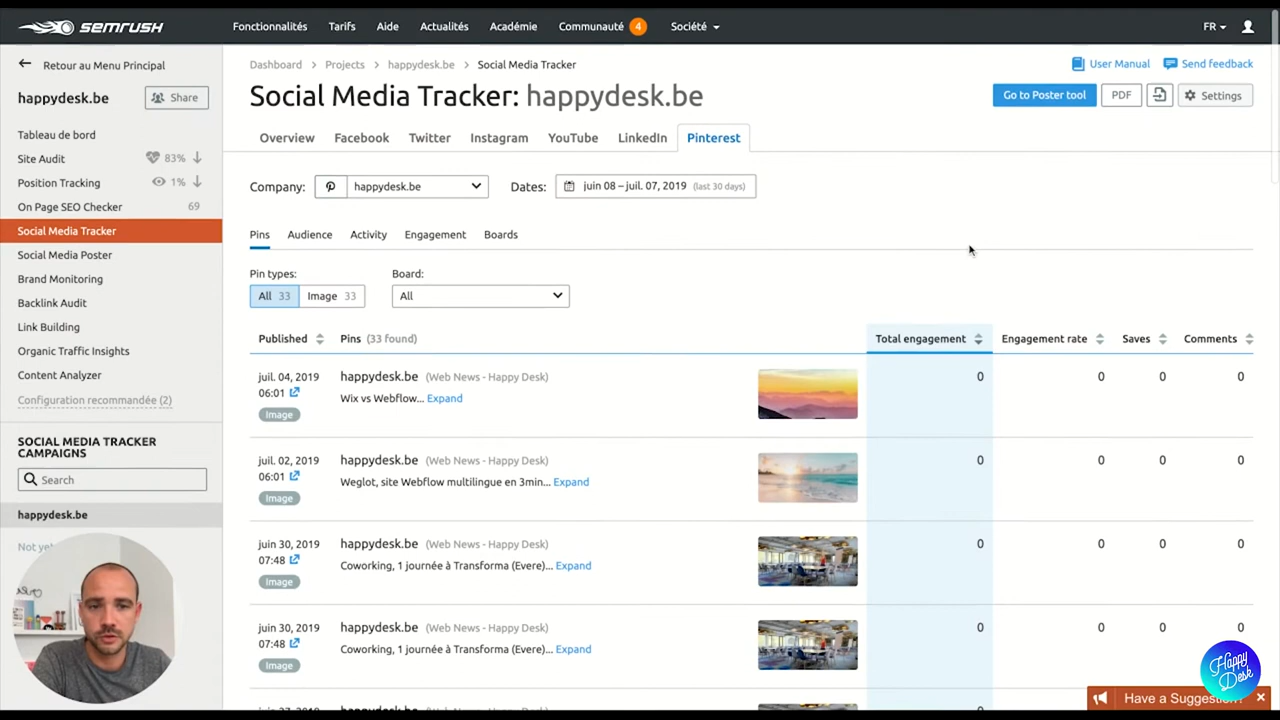 SEMRUSH
Fonctionnalités Tarifs Aide Actualités Académie Communauté 4 Société
FR
Retour au Menu Principal
happydesk.be Share
Tableau de bord
Site Audit 83%
Position Tracking 1%
On Page SEO Checker 69
Social Media Tracker
Social Media Poster
Brand Monitoring
Backlink Audit
Link Building
Organic Traffic Insights
Content Analyzer
Configuration recommandée (2)
SOCIAL MEDIA TRACKER
CAMPAIGNS
Search
happydesk.be
Not yet
Dashboard Projects happydesk.be Social Media Tracker
User Manual Send feedback
Social Media Tracker: happydesk.be
Go to Poster tool PDF Settings
Overview Facebook Twitter Instagram YouTube LinkedIn Pinterest
Company: happydesk.be Dates: juin 08 – juil. 07, 2019 (last 30 days)
Pins Audience Activity Engagement Boards
Pin types: Board:
All 33 Image 33 All
Published Pins (33 found) Total engagement Engagement rate Saves Comments
juil. 04, 2019 happydesk.be (Web News - Happy Desk) 0 0 0 0
06:01 Wix vs Webflow... Expand
Image
juil. 02, 2019 happydesk.be (Web News - Happy Desk) 0 0 0 0
06:01 Weglot, site Webflow multilingue en 3min... Expand
Image
juin 30, 2019 happydesk.be (Web News - Happy Desk) 0 0 0 0
07:48 Coworking, 1 journée à Transforma (Evere)... Expand
Image
juin 30, 2019 happydesk.be (Web News - Happy Desk) 0 0 0 0
07:48 Coworking, 1 journée à Transforma (Evere)... Expand
Image
Happy
Desk
Have a Suggestion